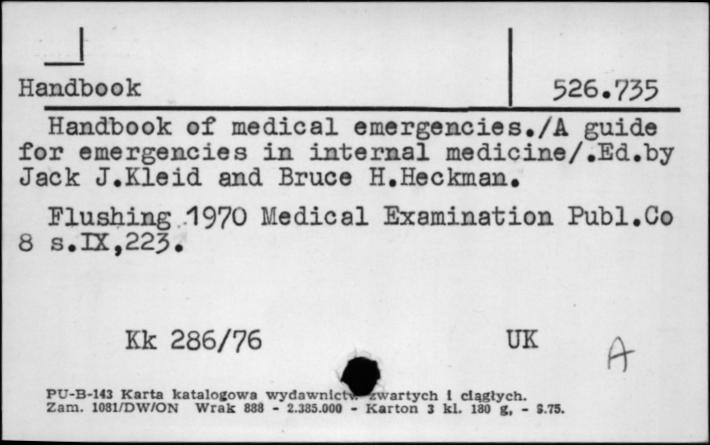 Handbook 526.735
Handbook of medical emergencies./A guide
for emergencies in internal medicine/.Ed.by
Jack J.Kleid and Bruce H.Heckman.
Flushing 1970 Medical Examination Publ.Co
8 s.IX,223.
Kk 286/76 UK A
PU-B-143 Karta katalogowa wydawnictw zwartych i ciągłych.
Zam. 1081/DW/ON Wrak 888 - 2.385.000 - Karton 3 kl. 180 g, - 8.75.